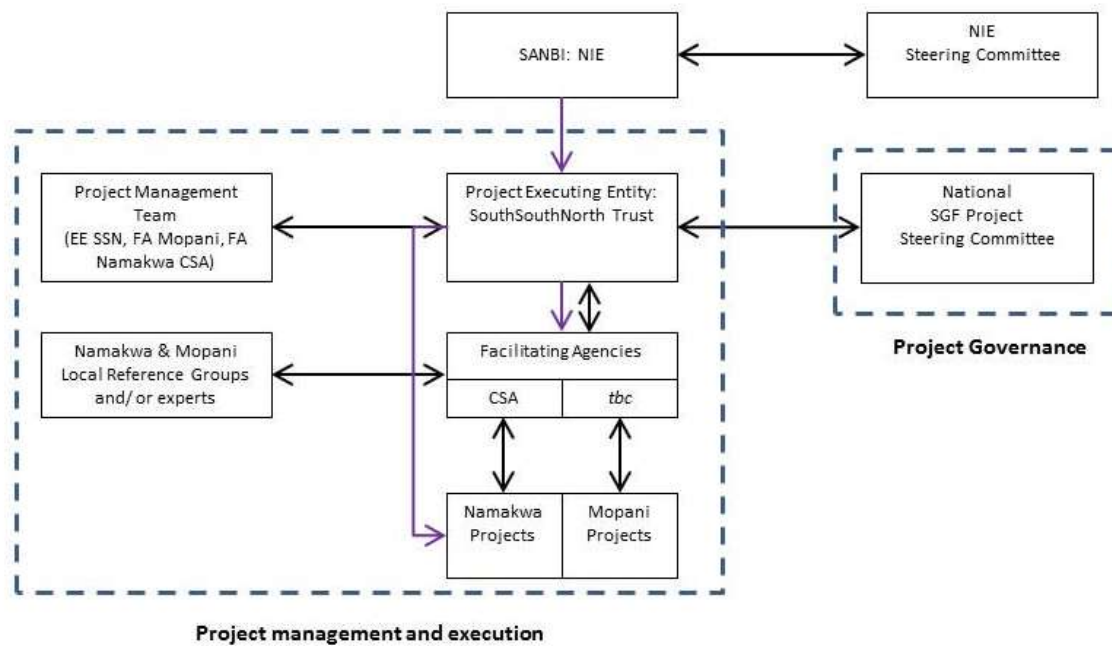 SANBI: NIE
NIE
Steering Committee
Project Management
Team
(EE SSN, FA Mopani, FA
Namakwa CSA)
Project Executing Entity:
SouthSouthNorth Trust
National
SGF Project
Steering Committee
Namakwa & Mopani
Local Reference Groups
and/ or experts
Facilitating Agencies
CSA
tbc
Project Governance
Namakwa
Projects
Mopani
Projects
Project management and execution